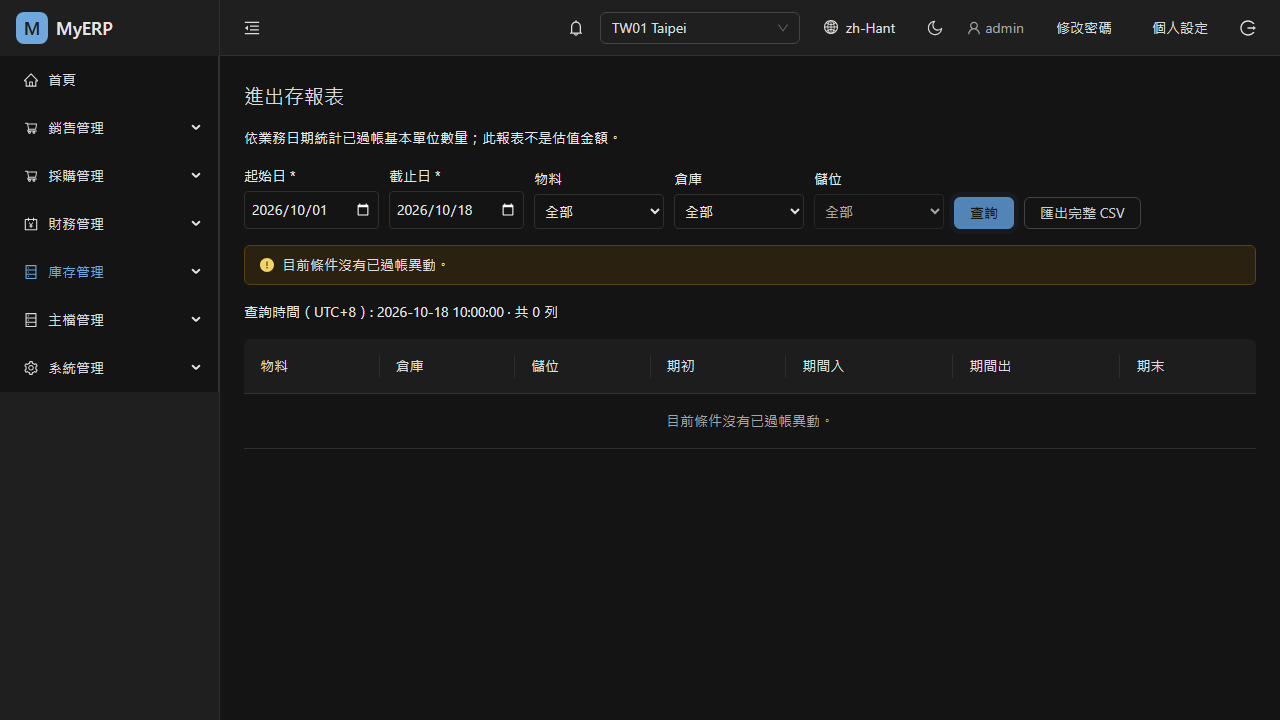 M MyERP
TW01 Taipei
zh-Hant
admin
修改密碼
個人設定
首頁
銷售管理
採購管理
財務管理
庫存管理
主檔管理
系統管理
進出存報表
依業務日期統計已過帳基本單位數量；此報表不是估值金額。
起始日 *
截止日 *
物料
倉庫
儲位
2026/10/01
2026/10/18
全部
全部
全部
查詢
匯出完整 CSV
目前條件沒有已過帳異動。
查詢時間（UTC+8）: 2026-10-18 10:00:00 · 共 0 列
物料 倉庫 儲位 期初 期間入 期間出 期末
目前條件沒有已過帳異動。